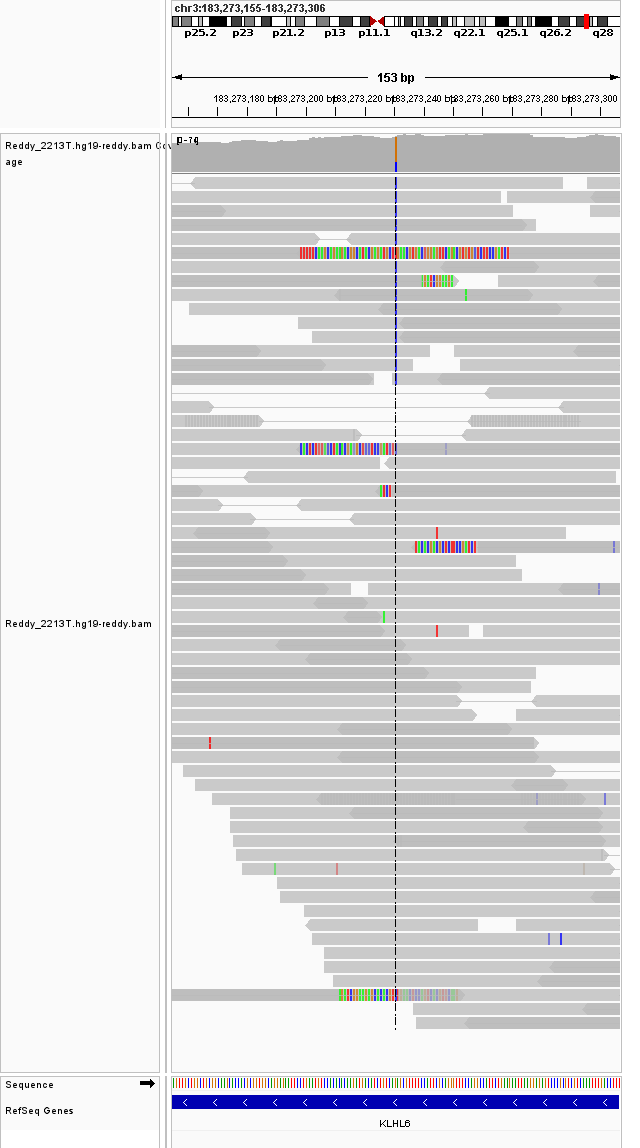 chr3:183,273,155-183,273,306
p25.2 p23 p21.2 p13 p11.1 q13.2 q22.1 q25.1 q26.2 q28
153 bp
183,273,180 bp 183,273,200 bp 183,273,220 bp 183,273,240 bp 183,273,260 bp 183,273,280 bp 183,273,300
Reddy_2213T.hg19-reddy.bam Cov
age
Reddy_2213T.hg19-reddy.bam
Sequence
RefSeq Genes
KLHL6